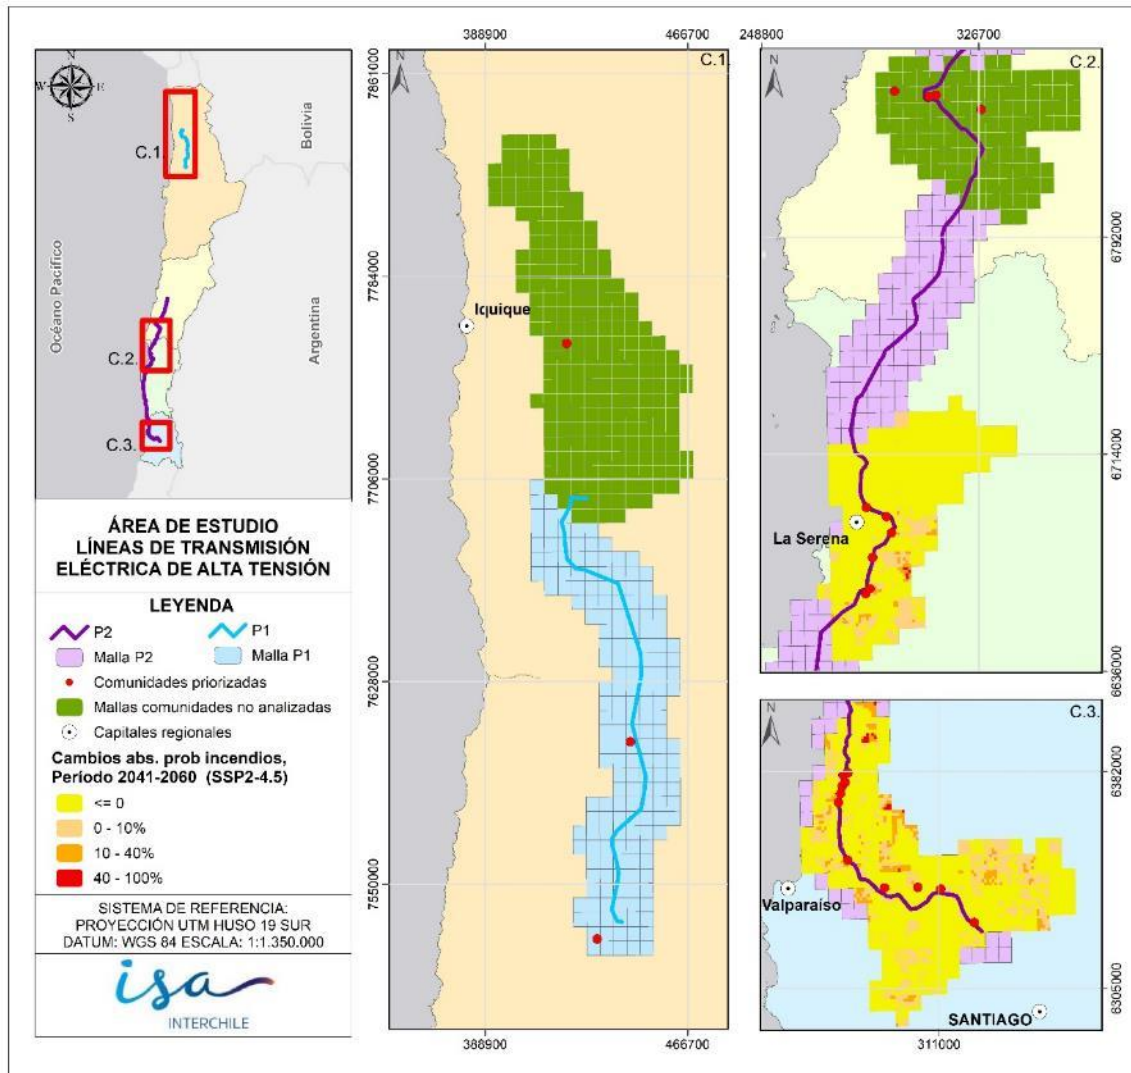 N
W
E
S
C.1.
C.2.
C.3.
Bolivia
Argentina
Océano Pacífico
ÁREA DE ESTUDIO
LÍNEAS DE TRANSMISIÓN
ELÉCTRICA DE ALTA TENSIÓN
LEYENDA
P2
P1
Malla P2
Malla P1
Comunidades priorizadas
Mallas comunidades no analizadas
Capitales regionales
Cambios abs. prob incendios,
Período 2041-2060 (SSP2-4.5)
<= 0
0 - 10%
10 - 40%
40 - 100%
SISTEMA DE REFERENCIA:
PROYECCIÓN UTM HUSO 19 SUR
DATUM: WGS 84 ESCALA: 1:1.350.000
isa
INTERCHILE
388900
466700
N
C.1.
7861000
7784000
7706000
7628000
7550000
Iquique
388900
466700
248800
326700
N
C.2.
6792000
6714000
6636000
La Serena
N
C.3.
6382000
6305000
Valparaíso
SANTIAGO
311000